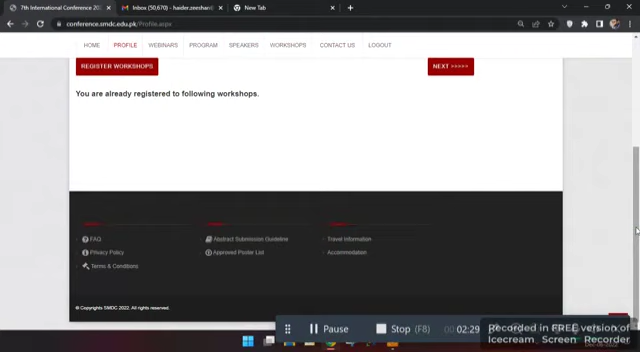 7th International Conference 202
Inbox (50,670) - haider.zeeshan@
New Tab
conference.smdc.edu.pk/Profile.aspx
HOME PROFILE WEBINARS PROGRAM SPEAKERS WORKSHOPS CONTACT US LOGOUT
REGISTER WORKSHOPS
NEXT >>>>>
You are already registered to following workshops.
FAQ
Abstract Submission Guideline
Travel Information
Privacy Policy
Approved Poster List
Accommodation
Terms & Conditions
© Copyrights SMDC 2022. All rights reserved.
Pause
Stop (F8)
00 02:29
Recorded in FREE version of
Icecream Screen Recorder